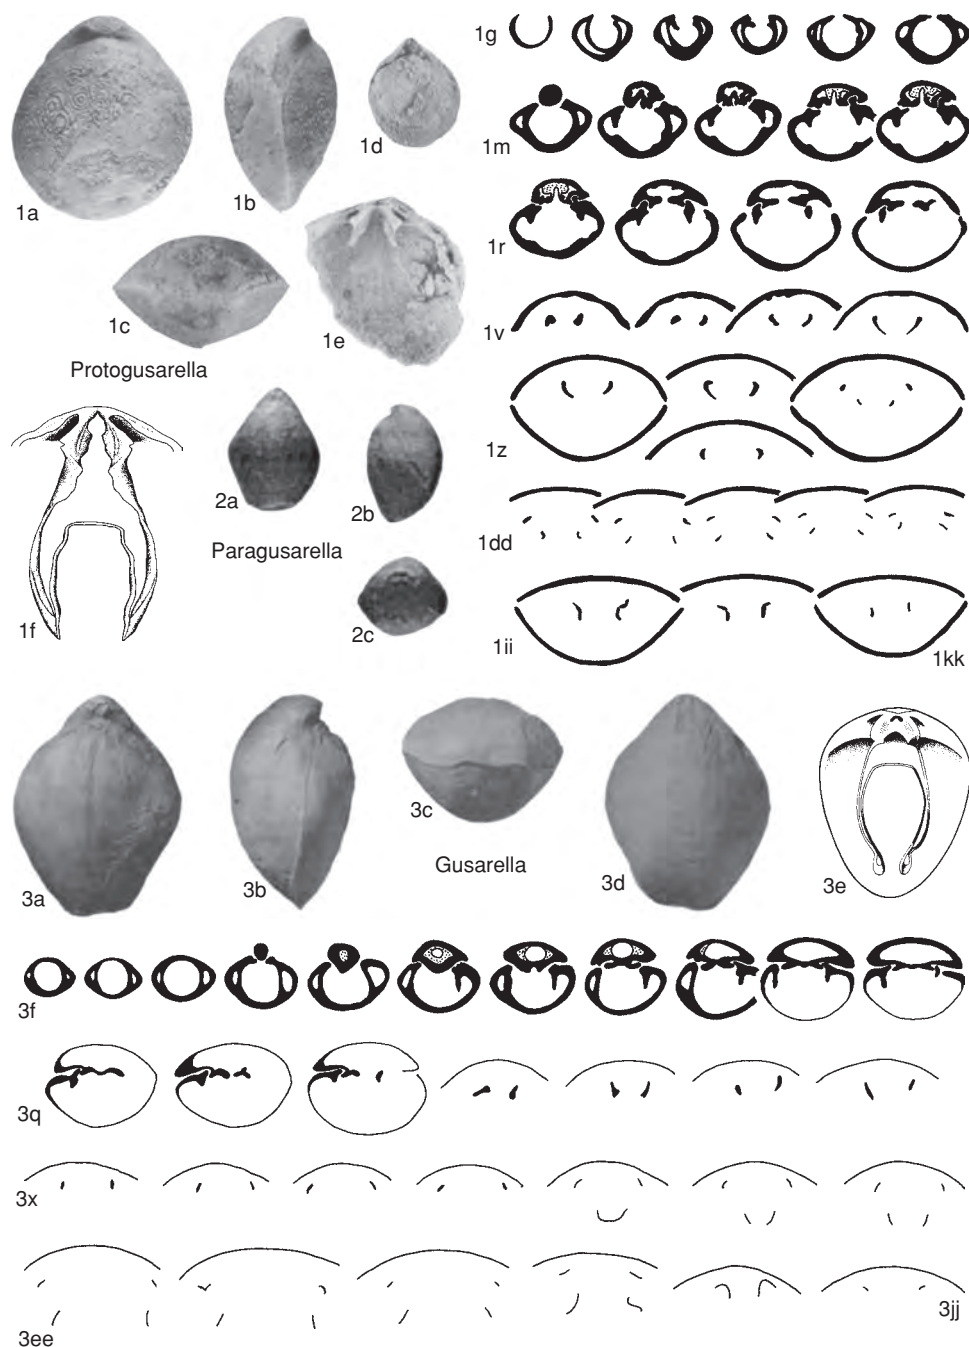 1a
1b
1d
1g
1m
1r
1c
1e
1v
Protogusarella
1z
1f
2a
2b
1dd
Paragusarella
2c
1ii
1kk
3a
3b
3c
3d
3e
Gusarella
3f
3q
3x
3ee
3jj